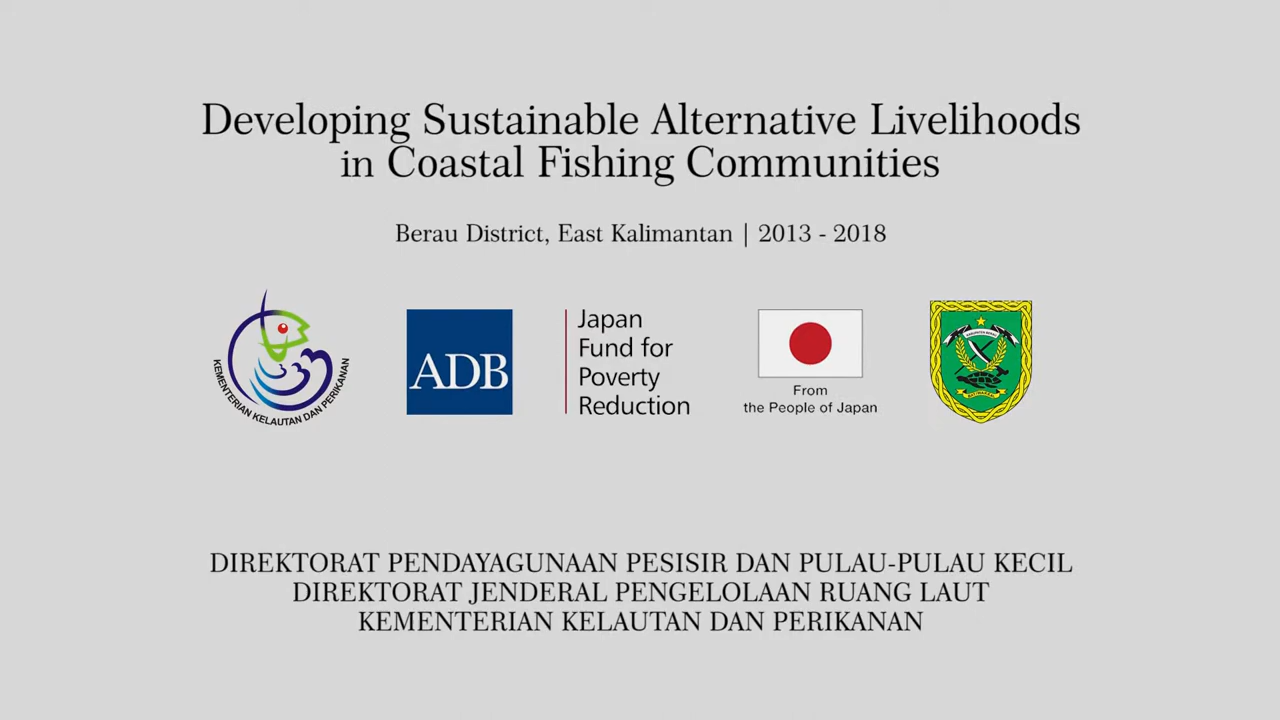 Developing Sustainable Alternative Livelihoods
in Coastal Fishing Communities
Berau District, East Kalimantan | 2013 - 2018
KEMENTERIAN KELAUTAN DAN PERIKANAN
ADB
Japan
Fund for
Poverty
Reduction
From
the People of Japan
DIREKTORAT PENDAYAGUNAAN PESISIR DAN PULAU-PULAU KECIL
DIREKTORAT JENDERAL PENGELOLAAN RUANG LAUT
KEMENTERIAN KELAUTAN DAN PERIKANAN